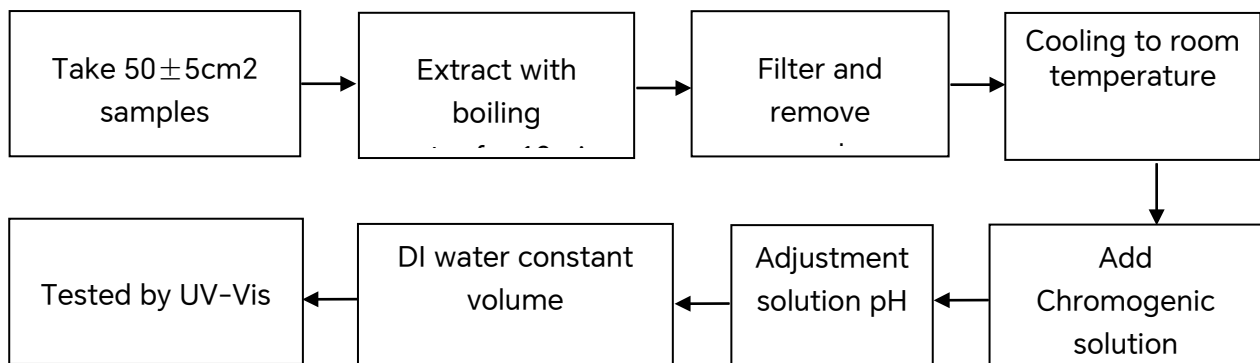 Take 50±5cm2
samples
Extract with
boiling
Filter and
remove
Cooling to room
temperature
Add
Chromogenic
solution
Adjustment
solution pH
DI water constant
volume
Tested by UV-Vis